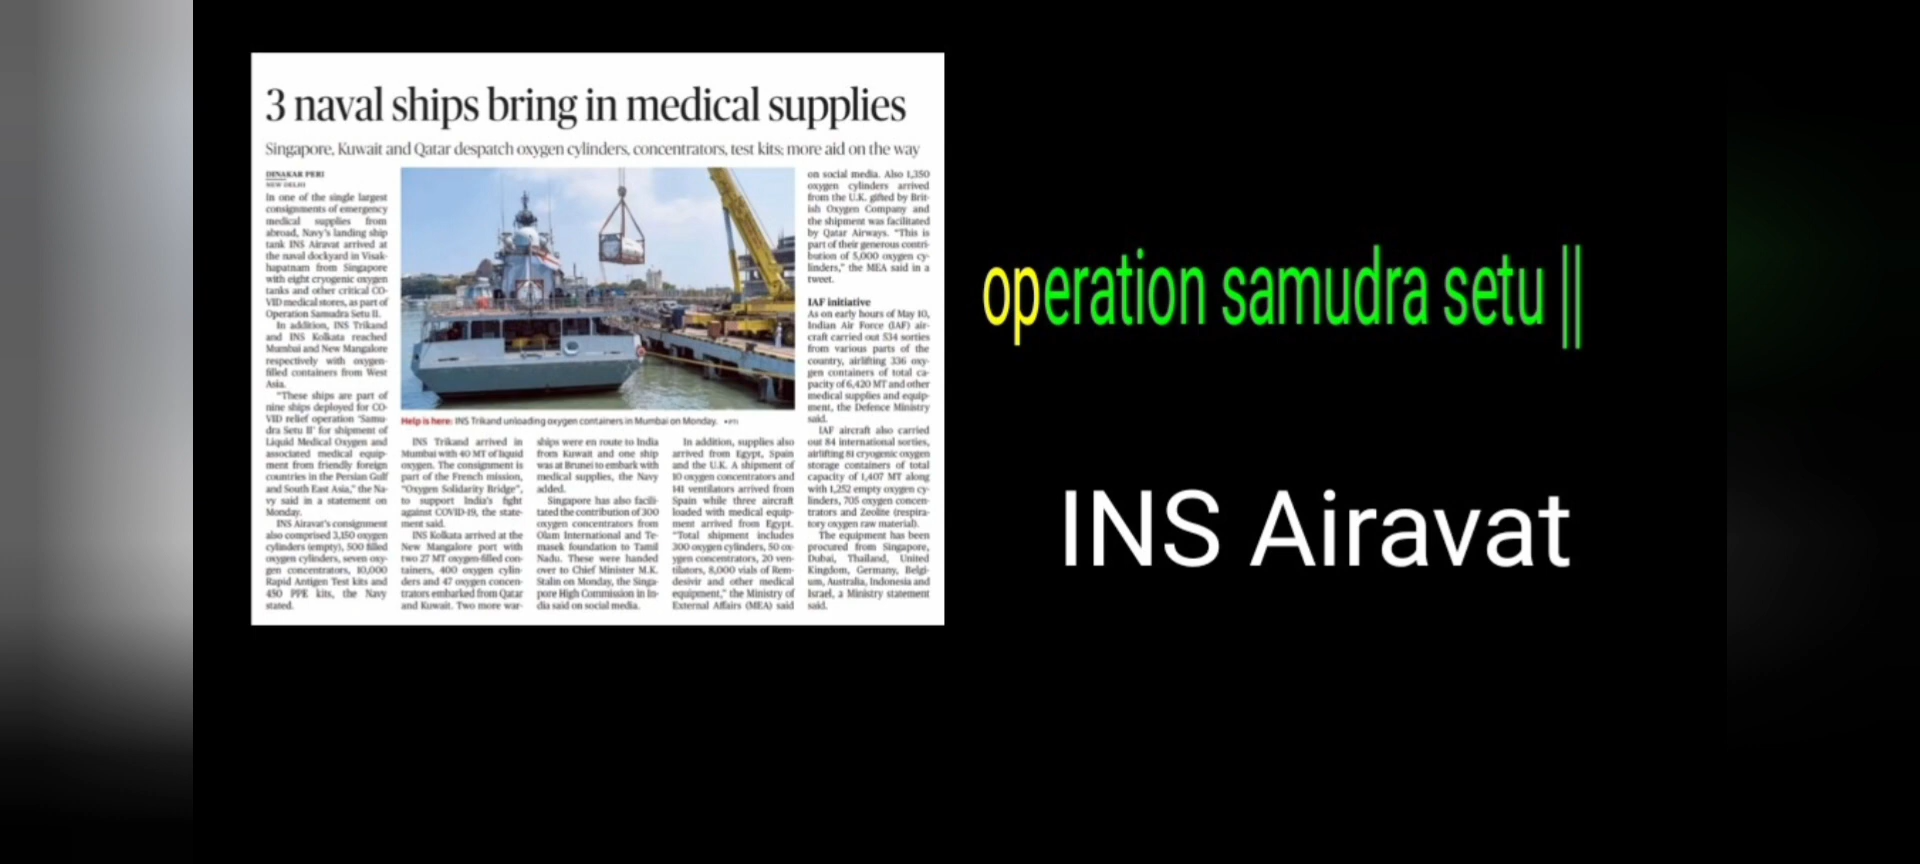 3 naval ships bring in medical supplies
Singapore, Kuwait and Qatar despatch oxygen cylinders, concentrators, test kits; more aid on the way
DINAKAR PERI
NEW DELHI
In one of the single largest
consignments of emergency
medical supplies from
abroad, Navy's landing ship
tank INS Airavat arrived at
the naval dockyard in Visak-
hapatnam from Singapore
with eight cryogenic oxygen
tanks and other critical CO-
VID medical stores, as part of
Operation Samudra Setu II.
In addition, INS Trikand
and INS Kolkata reached
Mumbai and New Mangalore
respectively with oxygen-
filled containers from West
Asia.
"These ships are part of
nine ships deployed for CO-
VID relief operation 'Samu-
dra Setu II' for shipment of
Liquid Medical Oxygen and
associated medical equip-
ment from friendly foreign
countries in the Persian Gulf
and South East Asia," the Na-
vy said in a statement on
Monday.
INS Airavat's consignment
also comprised 3,150 oxygen
cylinders (empty), 500 filled
oxygen cylinders, seven oxy-
gen concentrators, 10,000
Rapid Antigen Test kits and
450 PPE kits, the Navy
stated.
Help is here: INS Trikand unloading oxygen containers in Mumbai on Monday. •PTI
INS Trikand arrived in
Mumbai with 40 MT of liquid
oxygen. The consignment is
part of the French mission,
"Oxygen Solidarity Bridge",
to support India's fight
against COVID-19, the state-
ment said.
INS Kolkata arrived at the
New Mangalore port with
two 27 MT oxygen-filled con-
tainers, 400 oxygen cylin-
ders and 47 oxygen concen-
trators embarked from Qatar
and Kuwait. Two more war-
ships were en route to India
from Kuwait and one ship
was at Brunei to embark with
medical supplies, the Navy
added.
Singapore has also facili-
tated the contribution of 300
oxygen concentrators from
Olam International and Te-
masek foundation to Tamil
Nadu. These were handed
over to Chief Minister M.K.
Stalin on Monday, the Singa-
pore High Commission in In-
dia said on social media.
In addition, supplies also
arrived from Egypt, Spain
and the U.K. A shipment of
10 oxygen concentrators and
141 ventilators arrived from
Spain while three aircraft
loaded with medical equip-
ment arrived from Egypt.
"Total shipment includes
300 oxygen cylinders, 50 ox-
ygen concentrators, 20 ven-
tilators, 8,000 vials of Rem-
desivir and other medical
equipment," the Ministry of
External Affairs (MEA) said
on social media. Also 1,350
oxygen cylinders arrived
from the U.K. gifted by Brit-
ish Oxygen Company and
the shipment was facilitated
by Qatar Airways. "This is
part of their generous contri-
bution of 5,000 oxygen cy-
linders," the MEA said in a
tweet.
IAF initiative
As on early hours of May 10,
Indian Air Force (IAF) air-
craft carried out 534 sorties
from various parts of the
country, airlifting 336 oxy-
gen containers of total ca-
pacity of 6,420 MT and other
medical supplies and equip-
ment, the Defence Ministry
said.
IAF aircraft also carried
out 84 international sorties,
airlifting 81 cryogenic oxygen
storage containers of total
capacity of 1,407 MT along
with 1,252 empty oxygen cy-
linders, 705 oxygen concen-
trators and Zeolite (respira-
tory oxygen raw material).
The equipment has been
procured from Singapore,
Dubai, Thailand, United
Kingdom, Germany, Belgi-
um, Australia, Indonesia and
Israel, a Ministry statement
said.
operation samudra setu ||
INS Airavat